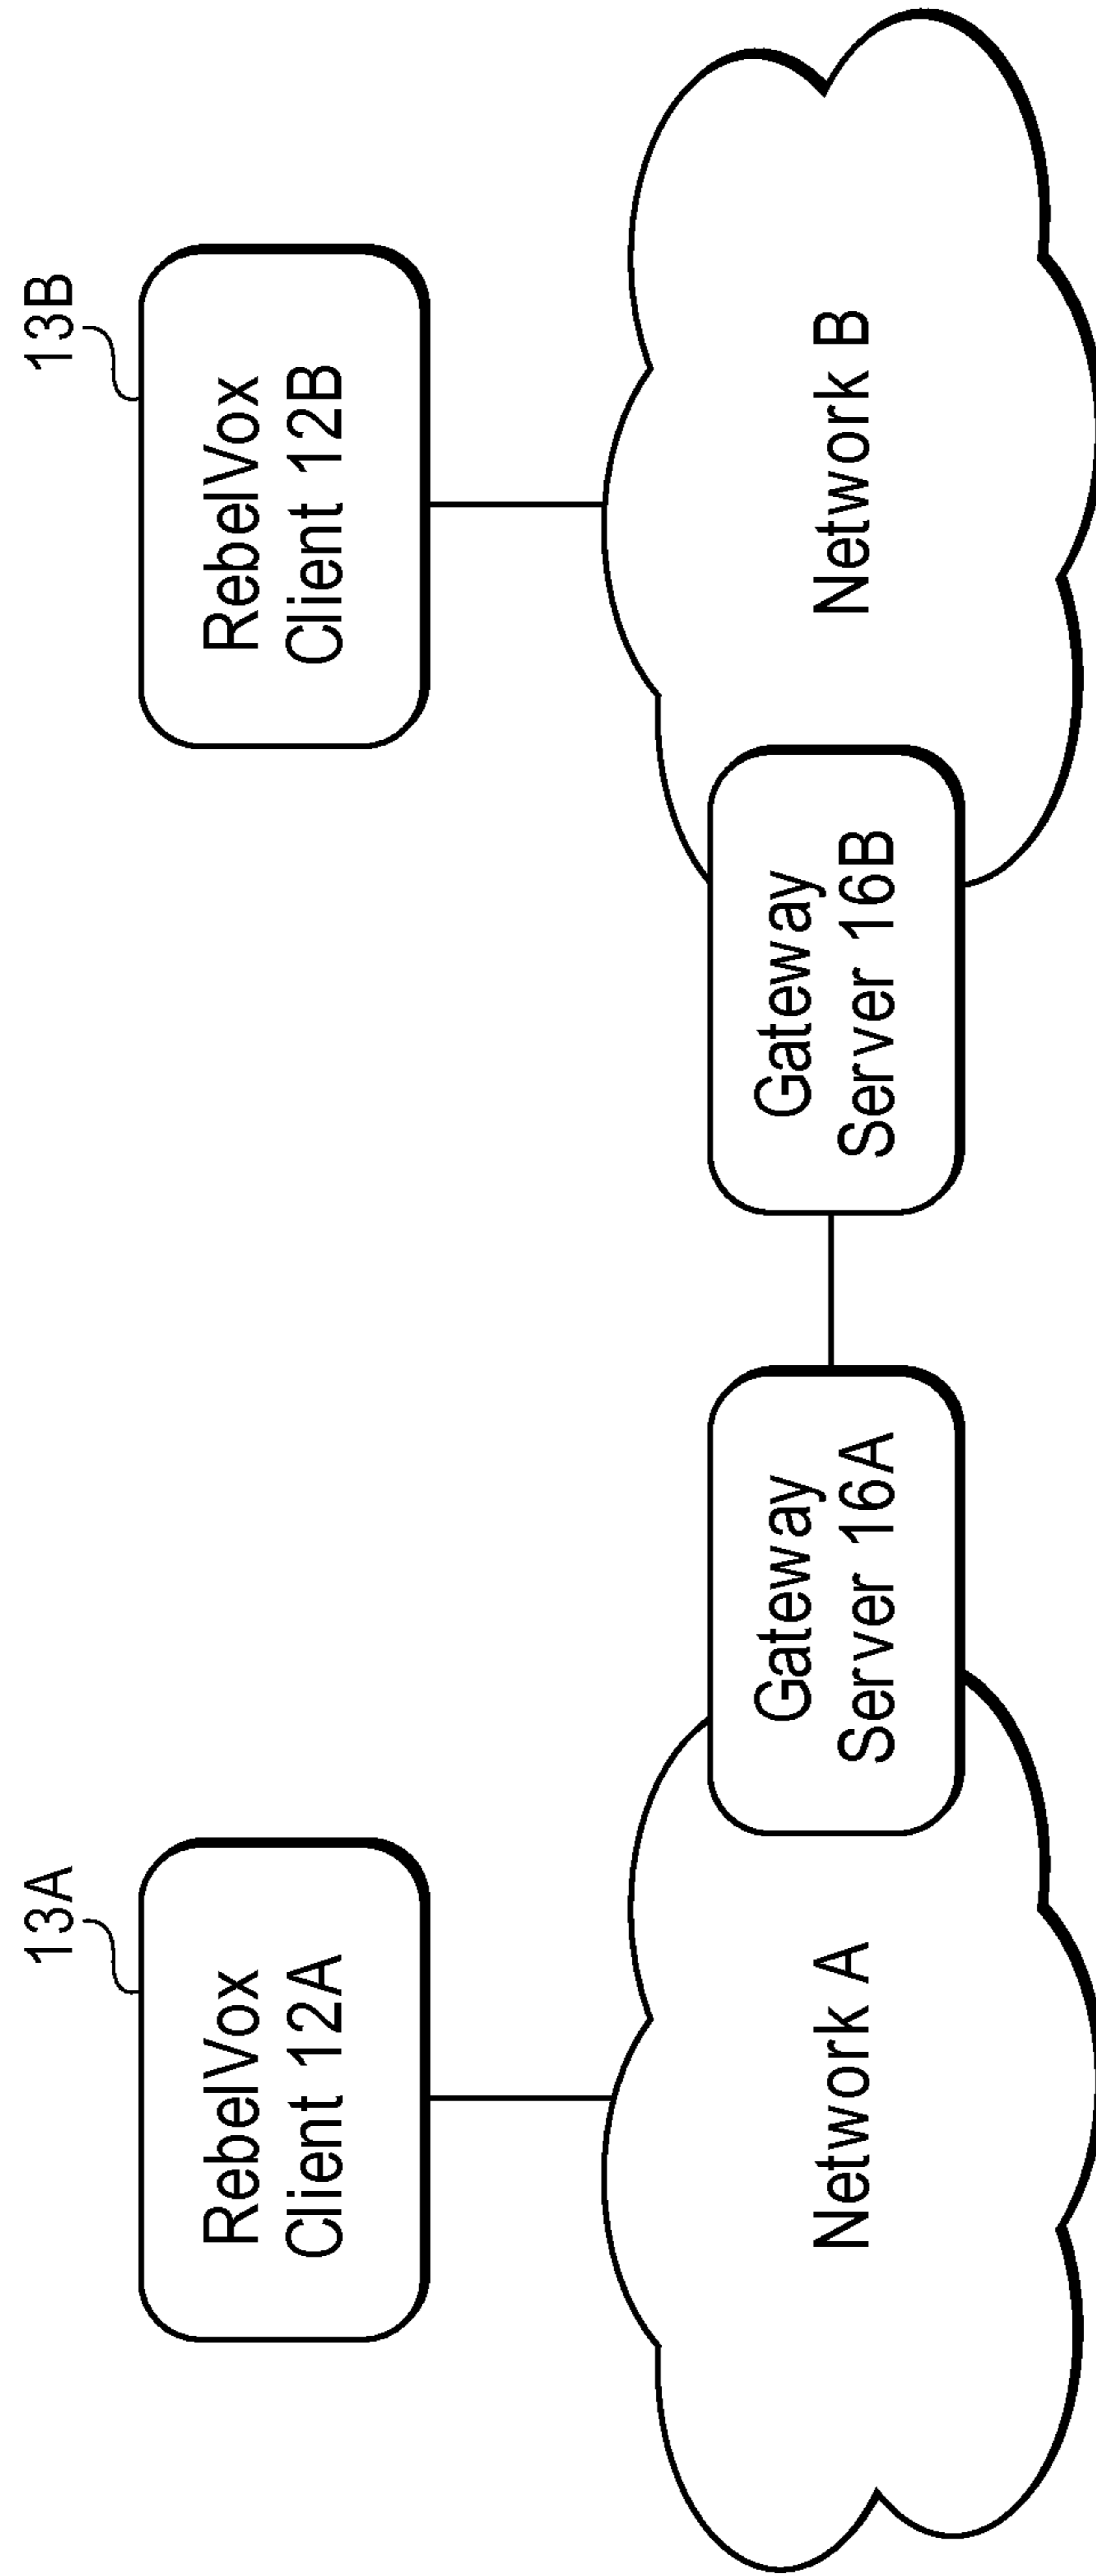 13A
13B
RebelVox
Client 12A
RebelVox
Client 12B
Network A
Gateway
Server 16A
Gateway
Server 16B
Network B